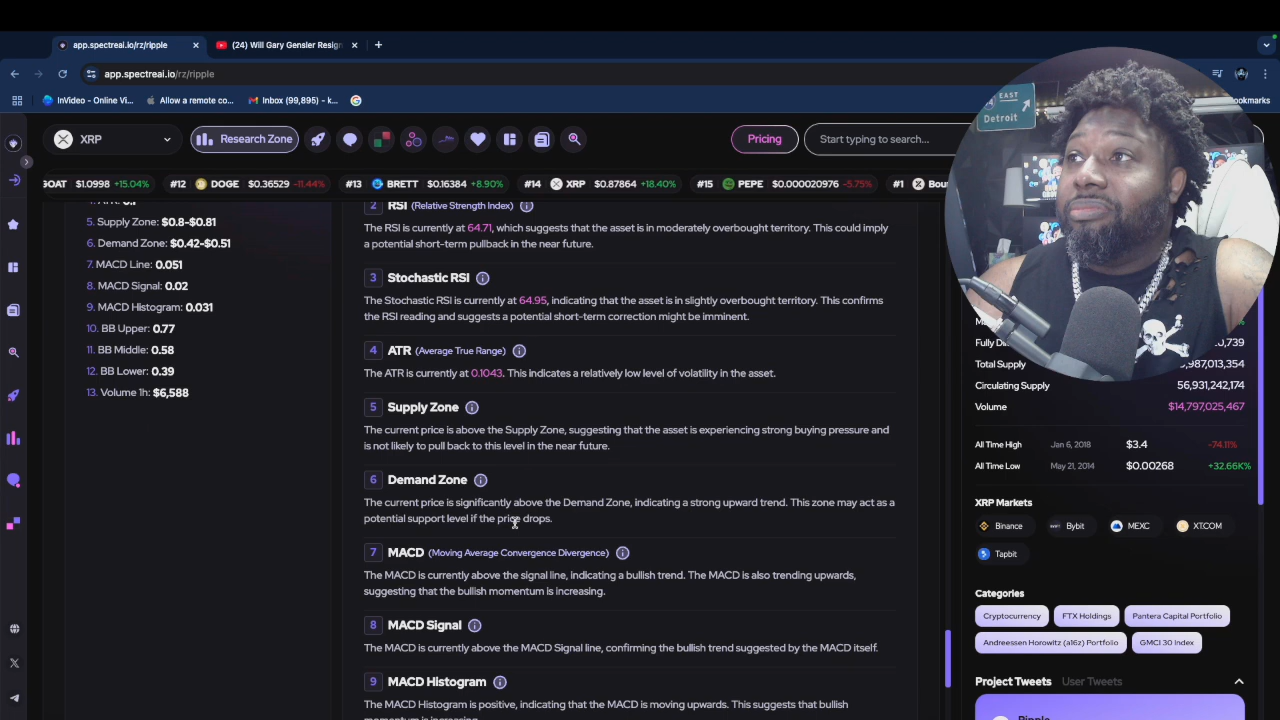 app.spectreai.io/rz/ripple
(24) Will Gary Gensler Resign
app.spectreai.io/rz/ripple
InVideo - Online Vi...
Allow a remote co...
Inbox (99,895) - k...
ookmarks
EAST
Detroit
XRP
Research Zone
Pricing
Start typing to search...
GOAT $1.0998 +15.04%
#12 DOGE $0.36529 -11.44%
#13 BRETT $0.16384 +8.90%
#14 XRP $0.87864 +18.40%
#15 PEPE $0.000020976 -5.75%
#1 Bou
5. Supply Zone: $0.8-$0.81
6. Demand Zone: $0.42-$0.51
7. MACD Line: 0.051
8. MACD Signal: 0.02
9. MACD Histogram: 0.031
10. BB Upper: 0.77
11. BB Middle: 0.58
12. BB Lower: 0.39
13. Volume 1h: $6,588
2 RSI (Relative Strength Index)
The RSI is currently at 64.71, which suggests that the asset is in moderately overbought territory. This could imply
a potential short-term pullback in the near future.
3 Stochastic RSI
The Stochastic RSI is currently at 64.95, indicating that the asset is in slightly overbought territory. This confirms
the RSI reading and suggests a potential short-term correction might be imminent.
4 ATR (Average True Range)
The ATR is currently at 0.1043. This indicates a relatively low level of volatility in the asset.
5 Supply Zone
The current price is above the Supply Zone, suggesting that the asset is experiencing strong buying pressure and
is not likely to pull back to this level in the near future.
6 Demand Zone
The current price is significantly above the Demand Zone, indicating a strong upward trend. This zone may act as a
potential support level if the price drops.
7 MACD (Moving Average Convergence Divergence)
The MACD is currently above the signal line, indicating a bullish trend. The MACD is also trending upwards,
suggesting that the bullish momentum is increasing.
8 MACD Signal
The MACD is currently above the MACD Signal line, confirming the bullish trend suggested by the MACD itself.
9 MACD Histogram
The MACD Histogram is positive, indicating that the MACD is moving upwards. This suggests that bullish
momentum is increasing.
Fully Di 0,739
Total Supply 5,987013,354
Circulating Supply 56,931,242,174
Volume $14,797,025,467
All Time High Jan 6, 2018 $3.4 -74.11%
All Time Low May 21, 2014 $0.00268 +32.66K%
XRP Markets
Binance
Bybit
MEXC
XT.COM
Tapbit
Categories
Cryptocurrency
FTX Holdings
Pantera Capital Portfolio
Andreessen Horowitz (a16z) Portfolio
GMCI 30 Index
Project Tweets
User Tweets
Ripple